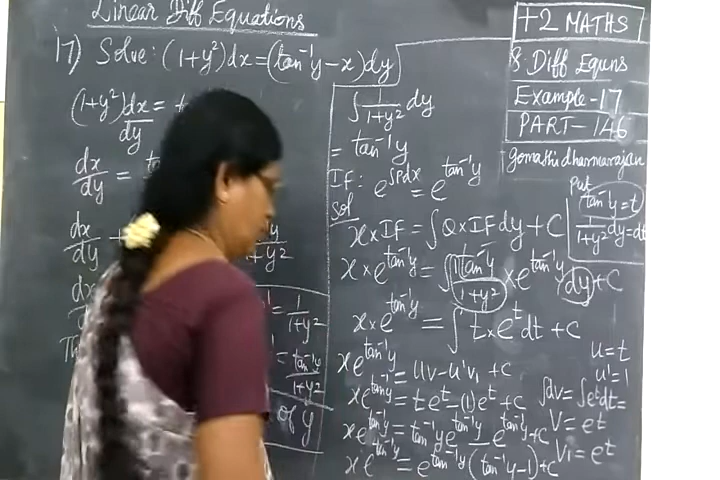 Linear Diff Equations
17) Solve: (1+y²)dx=(tan⁻¹y-x)dy
(1+y²)dx/dy =
dx/dy =
dx/dy +
1/1+y²
= tan⁻¹y/1+y²
of y
∫ 1/1+y² dy
= tan⁻¹y
IF: e^∫pdx = e^tan⁻¹y
Sol
x×IF = ∫Q×IF dy + C
x×e^tan⁻¹y = ∫ tan⁻¹y/1+y² × e^tan⁻¹y dy + C
x×e^tan⁻¹y = ∫t×e^t dt + C
xe^tan⁻¹y = uv-u'v₁ + C
xe^tan⁻¹y = te^t-(1)e^t + C
xe^tan⁻¹y = tan⁻¹y e^tan⁻¹y - e^tan⁻¹y + C
xe^tan⁻¹y = e^tan⁻¹y (tan⁻¹y-1) + C
+2 MATHS
8. Diff Equns
Example-17
PART-146
Gomathi dharmarajan
Put
tan⁻¹y=t
1/1+y² dy=dt
u=t
u'=1
∫dv=∫e^t dt=
V=e^t
V₁=e^t